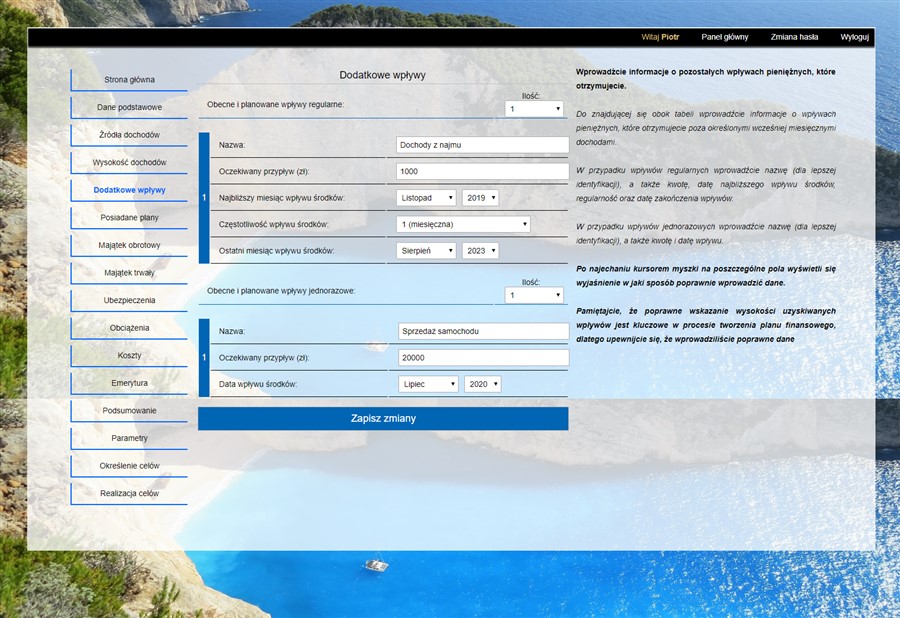 Witaj Piotr Panel główny Zmiana hasła Wyloguj
Strona główna
Dane podstawowe
Źródła dochodów
Wysokość dochodów
Dodatkowe wpływy
Posiadane plany
Majątek obrotowy
Majątek trwały
Ubezpieczenia
Obciążenia
Koszty
Emerytura
Podsumowanie
Parametry
Określenie celów
Realizacja celów
Dodatkowe wpływy
Obecne i planowane wpływy regularne:
Ilość:
1
1
Nazwa: Dochody z najmu
Oczekiwany przypływ (zł): 1000
Najbliższy miesiąc wpływu środków: Listopad 2019
Częstotliwość wpływu środków: 1 (miesięczna)
Ostatni miesiąc wpływu środków: Sierpień 2023
Obecne i planowane wpływy jednorazowe:
Ilość:
1
1
Nazwa: Sprzedaż samochodu
Oczekiwany przypływ (zł): 20000
Data wpływu środków: Lipiec 2020
Zapisz zmiany
Wprowadźcie informacje o pozostałych wpływach pieniężnych, które
otrzymujecie.
Do znajdującej się obok tabeli wprowadźcie informacje o wpływach
pieniężnych, które otrzymujecie poza określonymi wcześniej miesięcznymi
dochodami.
W przypadku wpływów regularnych wprowadźcie nazwę (dla lepszej
identyfikacji), a także kwotę, datę najbliższego wpływu środków,
regularność oraz datę zakończenia wpływów.
W przypadku wpływów jednorazowych wprowadźcie nazwę (dla lepszej
identyfikacji), a także kwotę i datę wpływu.
Po najechaniu kursorem myszki na poszczególne pola wyświetli się
wyjaśnienie w jaki sposób poprawnie wprowadzić dane.
Pamiętajcie, że poprawne wskazanie wysokości uzyskiwanych
wpływów jest kluczowe w procesie tworzenia planu finansowego,
dlatego upewnijcie się, że wprowadziliście poprawne dane